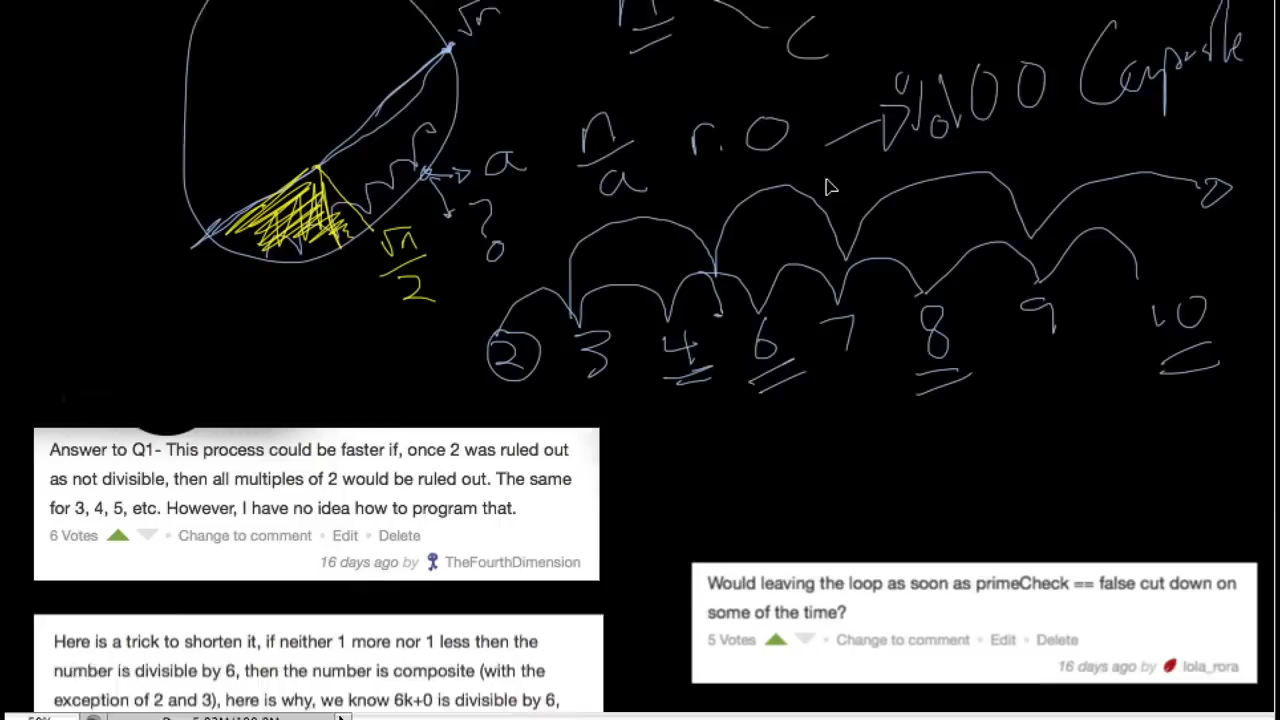 √n
n
C
Composite
n/a r. 0
a
?
√n/2
2 3 4 6 7 8 9 10
Answer to Q1- This process could be faster if, once 2 was ruled out
as not divisible, then all multiples of 2 would be ruled out. The same
for 3, 4, 5, etc. However, I have no idea how to program that.
6 Votes • Change to comment • Edit • Delete
16 days ago by TheFourthDimension
Would leaving the loop as soon as primeCheck == false cut down on
some of the time?
5 Votes • Change to comment • Edit • Delete
16 days ago by lola_rora
Here is a trick to shorten it, if neither 1 more nor 1 less then the
number is divisible by 6, then the number is composite (with the
exception of 2 and 3), here is why, we know 6k+0 is divisible by 6,